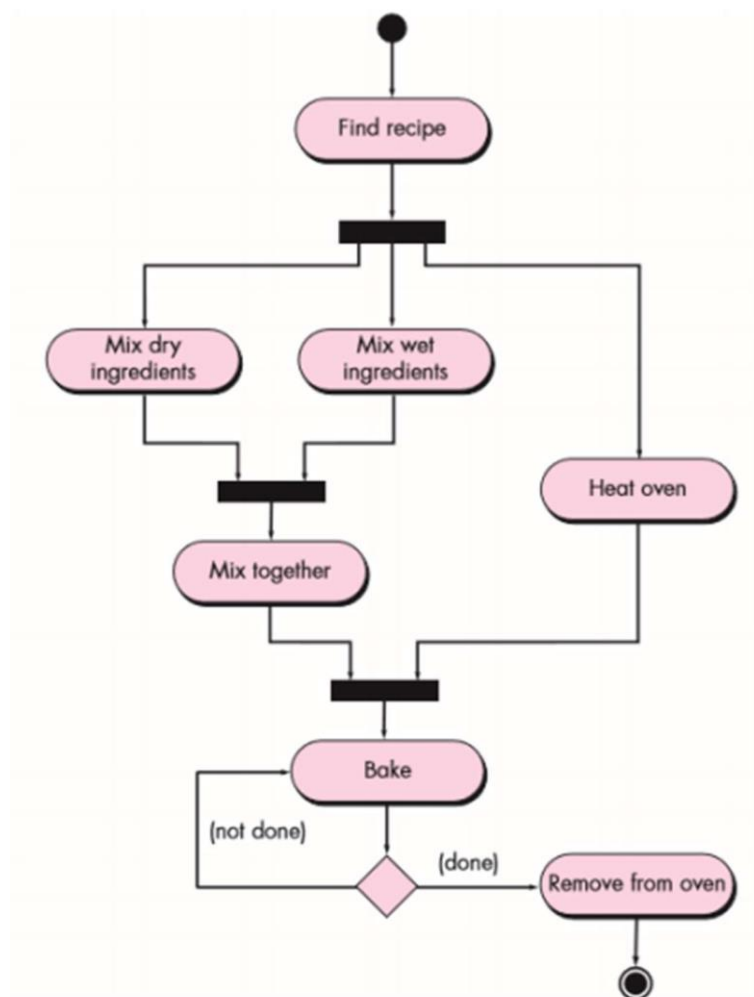 Find recipe
Mix dry
ingredients
Mix wet
ingredients
Heat oven
Mix together
Bake
(not done)
(done)
Remove from oven